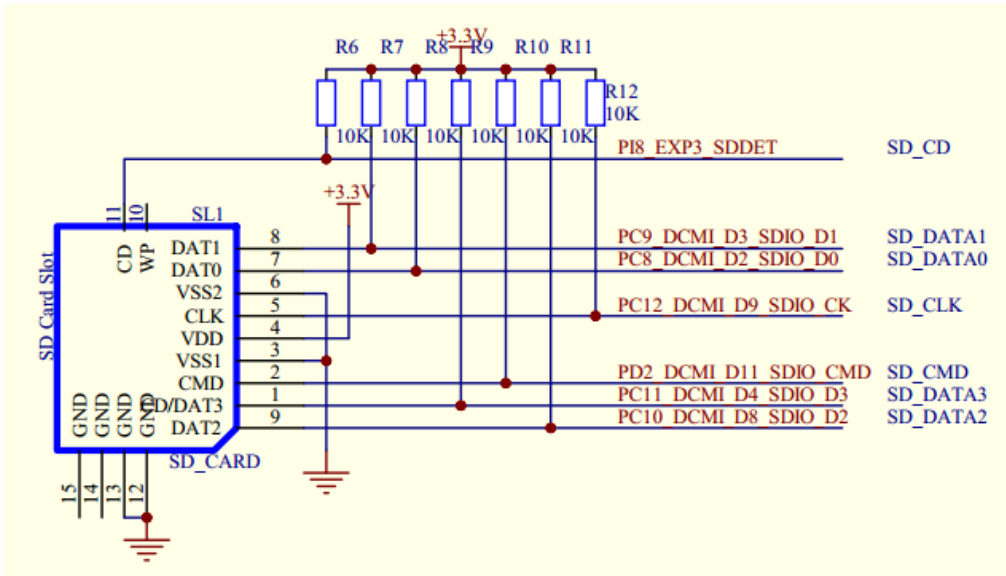 +3.3V
R6 R7 R8 R9 R10 R11
R12
10K
10K 10K 10K 10K 10K
PI8_EXP3_SDDET SD_CD
+3.3V
11 10 SL1
CD WP
SD Card Slot
DAT1 8 PC9_DCMI_D3_SDIO_D1 SD_DATA1
DAT0 7 PC8_DCMI_D2_SDIO_D0 SD_DATA0
VSS2 6
CLK 5 PC12_DCMI_D9_SDIO_CK SD_CLK
VDD 4
VSS1 3
CMD 2 PD2_DCMI_D11_SDIO_CMD SD_CMD
D/DAT3 1 PC11_DCMI_D4_SDIO_D3 SD_DATA3
DAT2 9 PC10_DCMI_D8_SDIO_D2 SD_DATA2
GND GND GND GND
SD_CARD
15 14 13 12